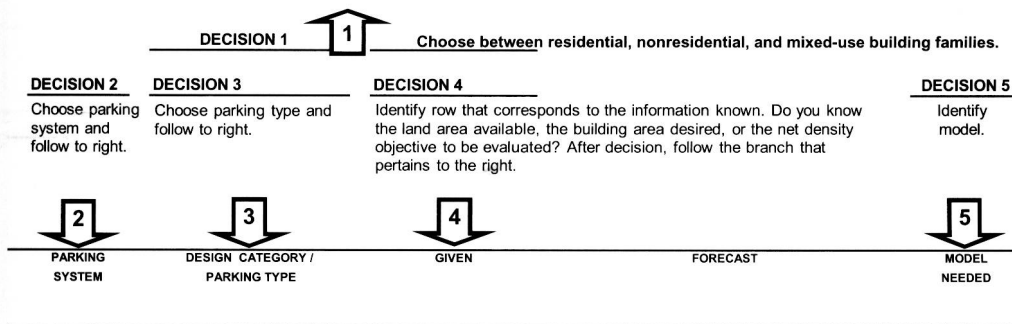 DECISION 1
1
Choose between residential, nonresidential, and mixed-use building families.
DECISION 2
Choose parking
system and
follow to right.
DECISION 3
Choose parking type and
follow to right.
DECISION 4
Identify row that corresponds to the information known. Do you know
the land area available, the building area desired, or the net density
objective to be evaluated? After decision, follow the branch that
pertains to the right.
DECISION 5
Identify
model.
2
3
4
5
PARKING
SYSTEM
DESIGN CATEGORY /
PARKING TYPE
GIVEN
FORECAST
MODEL
NEEDED